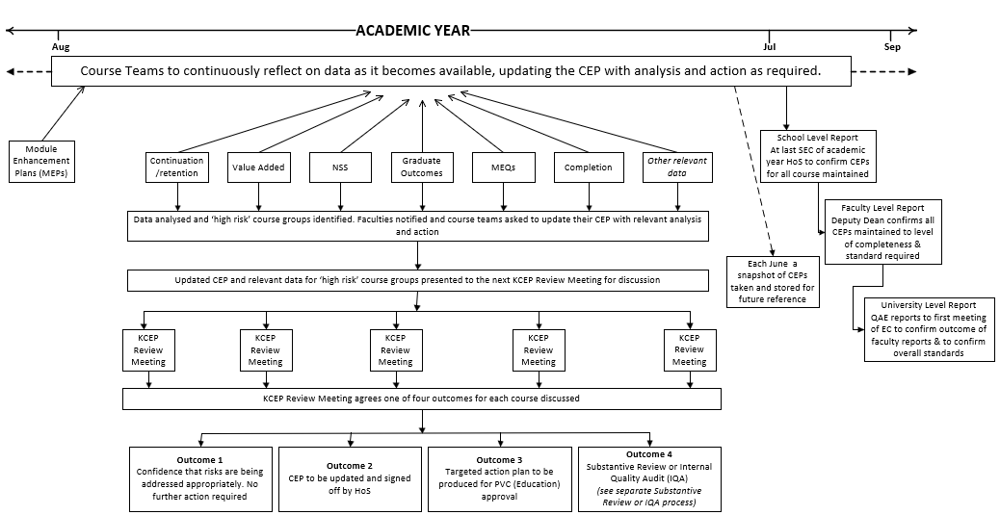 ACADEMIC YEAR
Aug
Jul
Sep
Course Teams to continuously reflect on data as it becomes available, updating the CEP with analysis and action as required.
Module
Enhancement
Plans (MEPs)
Continuation
/retention
Value Added
NSS
Graduate
Outcomes
MEQs
Completion
Other relevant
data
School Level Report
At last SEC of academic
year HoS to confirm CEPs
for all course maintained
Faculty Level Report
Deputy Dean confirms all
CEPs maintained to level
of completeness &
standard required
Data analysed and ‘high risk’ course groups identified. Faculties notified and course teams asked to update their CEP with relevant analysis
and action
Each June a
snapshot of CEPs
taken and stored for
future reference
Updated CEP and relevant data for ‘high risk’ course groups presented to the next KCEP Review Meeting for discussion
University Level Report
QAE reports to first meeting
of EC to confirm outcome of
faculty reports & to confirm
overall standards
KCEP
Review
Meeting
KCEP
Review
Meeting
KCEP
Review
Meeting
KCEP
Review
Meeting
KCEP
Review
Meeting
KCEP Review Meeting agrees one of four outcomes for each course discussed
Outcome 1
Confidence that risks are being
addressed appropriately. No
further action required
Outcome 2
CEP to be updated and signed
off by HoS
Outcome 3
Targeted action plan to be
produced for PVC (Education)
approval
Outcome 4
Substantive Review or Internal
Quality Audit (IQA)
(see separate Substantive
Review or IQA process)